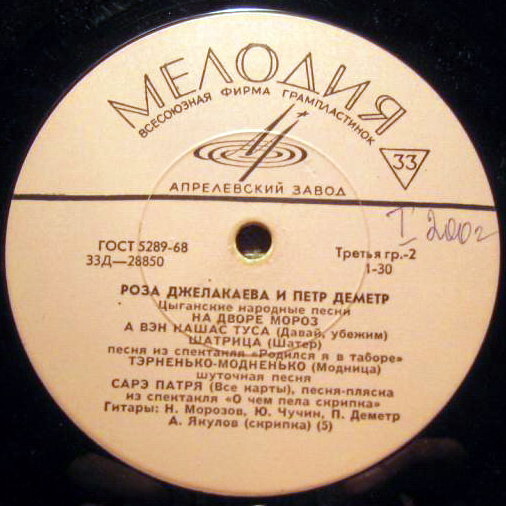 МЕЛОДИЯ
ВСЕСОЮЗНАЯ ФИРМА ГРАМПЛАСТИНОК
33
АПРЕЛЕВСКИЙ ЗАВОД
ГОСТ 5289-68
33Д—28850
Третья гр.-2
1-30
I 200г
РОЗА ДЖЕЛАКАЕВА И ПЕТР ДЕМЕТР
Цыганские народные песни
НА ДВОРЕ МОРОЗ
А ВЭН КАШАС ТУСА (Давай, убежим)
ШАТРИЦА (Шатер)
песня из спектакля «Родился я в таборе»
ТЭРНЕНЬКО-МОДНЕНЬКО (Модница)
шуточная песня
САРЭ ПАТРЯ (Все карты), песня-пляска
из спектакля «О чем пела скрипка»
Гитары: Н. Морозов, Ю. Чучин, П. Деметр
А. Якулов (скрипка) (5)